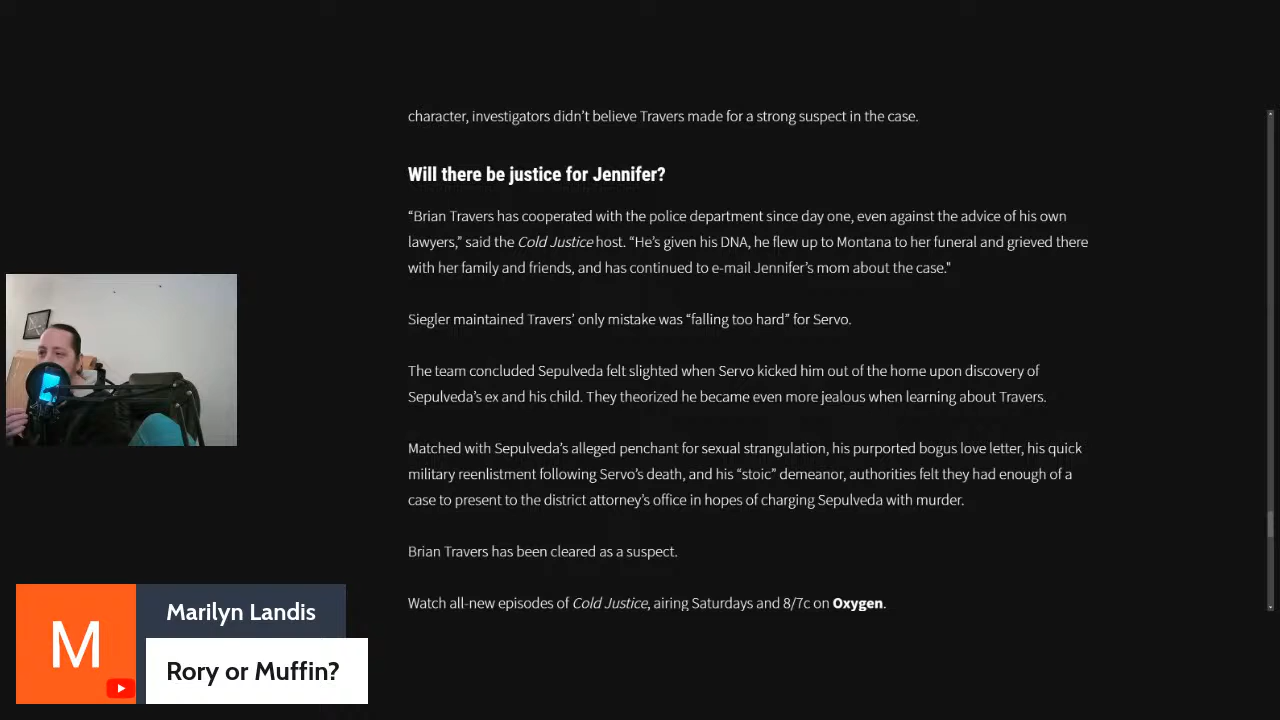 character, investigators didn’t believe Travers made for a strong suspect in the case.
Will there be justice for Jennifer?
“Brian Travers has cooperated with the police department since day one, even against the advice of his own
lawyers,” said the Cold Justice host. “He’s given his DNA, he flew up to Montana to her funeral and grieved there
with her family and friends, and has continued to e-mail Jennifer’s mom about the case."
Siegler maintained Travers’ only mistake was “falling too hard” for Servo.
The team concluded Sepulveda felt slighted when Servo kicked him out of the home upon discovery of
Sepulveda’s ex and his child. They theorized he became even more jealous when learning about Travers.
Matched with Sepulveda’s alleged penchant for sexual strangulation, his purported bogus love letter, his quick
military reenlistment following Servo’s death, and his “stoic” demeanor, authorities felt they had enough of a
case to present to the district attorney’s office in hopes of charging Sepulveda with murder.
Brian Travers has been cleared as a suspect.
Watch all-new episodes of Cold Justice, airing Saturdays and 8/7c on Oxygen.
M
Marilyn Landis
Rory or Muffin?